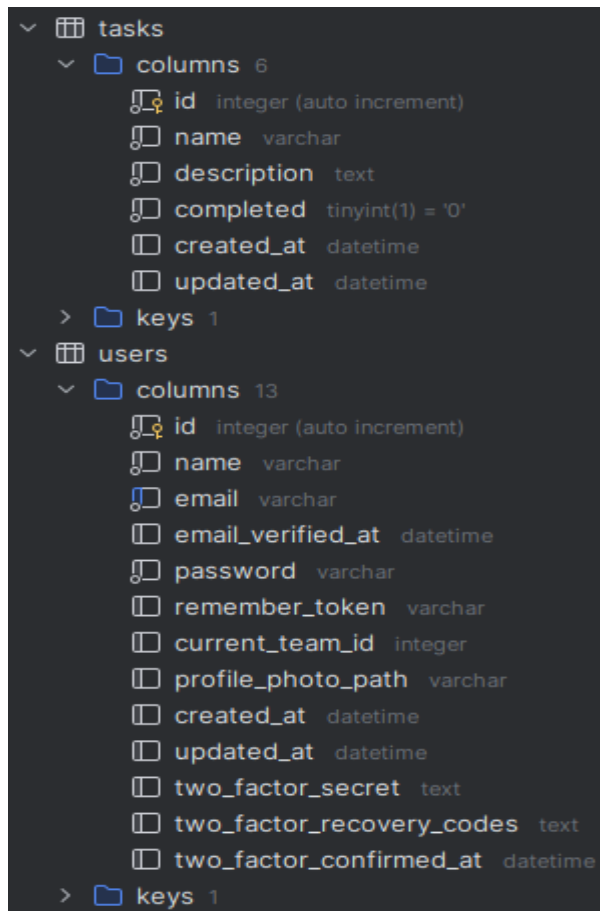 tasks
columns 6
id integer (auto increment)
name varchar
description text
completed tinyint(1) = '0'
created_at datetime
updated_at datetime
keys 1
users
columns 13
id integer (auto increment)
name varchar
email varchar
email_verified_at datetime
password varchar
remember_token varchar
current_team_id integer
profile_photo_path varchar
created_at datetime
updated_at datetime
two_factor_secret text
two_factor_recovery_codes text
two_factor_confirmed_at datetime
keys 1